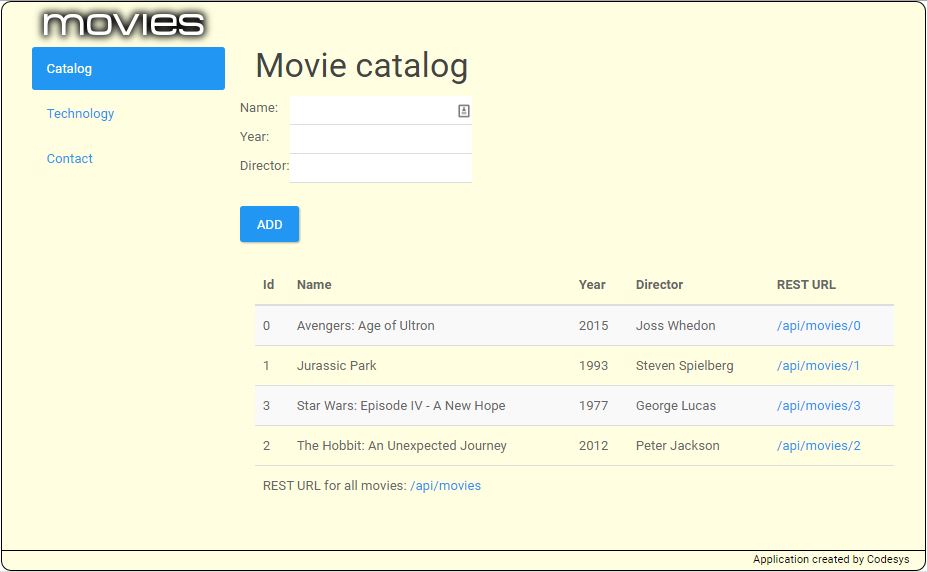 movies
Catalog
Technology
Contact
Movie catalog
Name:
Year:
Director:
ADD
Id Name Year Director REST URL
0 Avengers: Age of Ultron 2015 Joss Whedon /api/movies/0
1 Jurassic Park 1993 Steven Spielberg /api/movies/1
3 Star Wars: Episode IV - A New Hope 1977 George Lucas /api/movies/3
2 The Hobbit: An Unexpected Journey 2012 Peter Jackson /api/movies/2
REST URL for all movies: /api/movies
Application created by Codesys